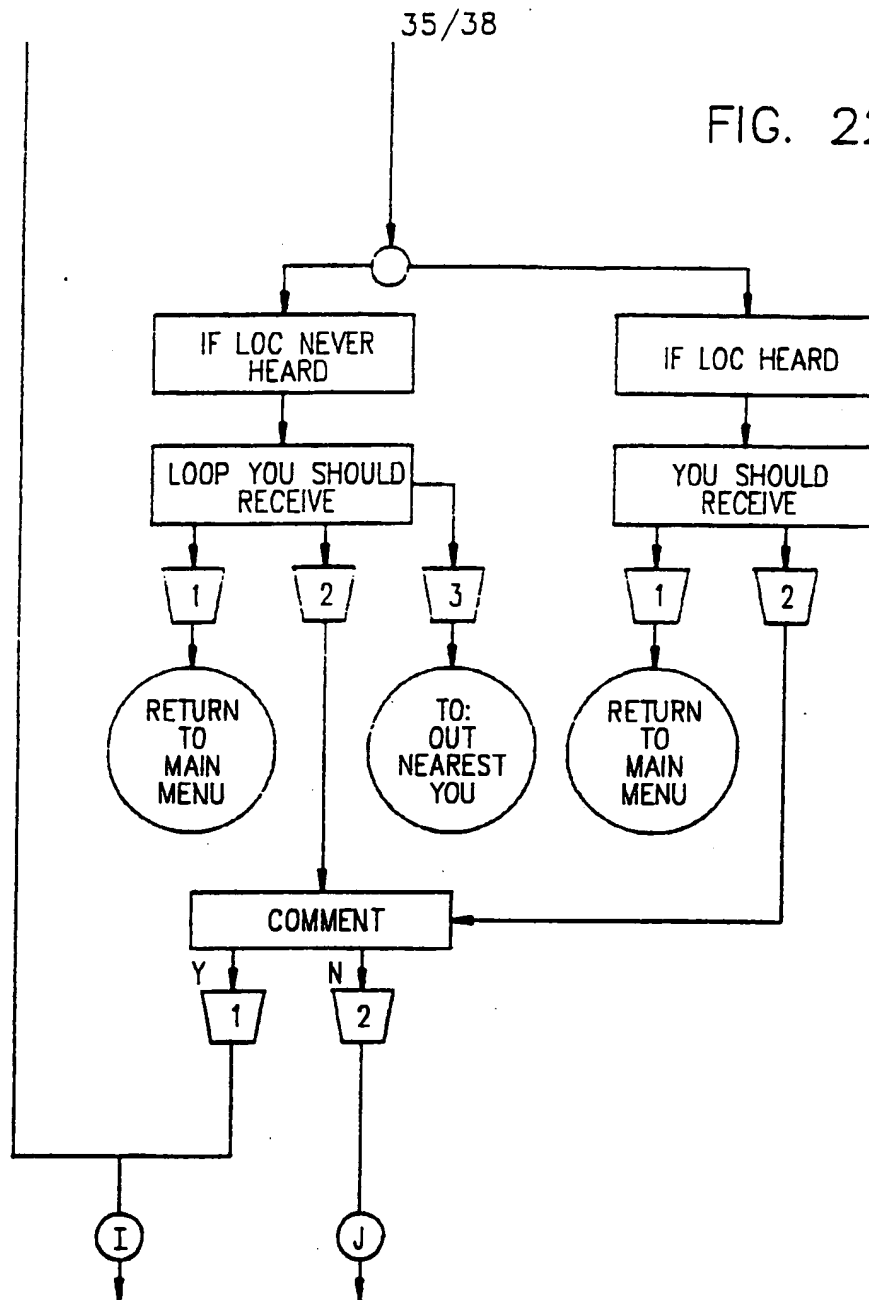 35/38
FIG. 22
IF LOC NEVER
HEARD
IF LOC HEARD
LOOP YOU SHOULD
RECEIVE
YOU SHOULD
RECEIVE
1
2
3
1
2
RETURN
TO
MAIN
MENU
TO:
OUT
NEAREST
YOU
RETURN
TO
MAIN
MENU
COMMENT
Y
N
1
2
I
J